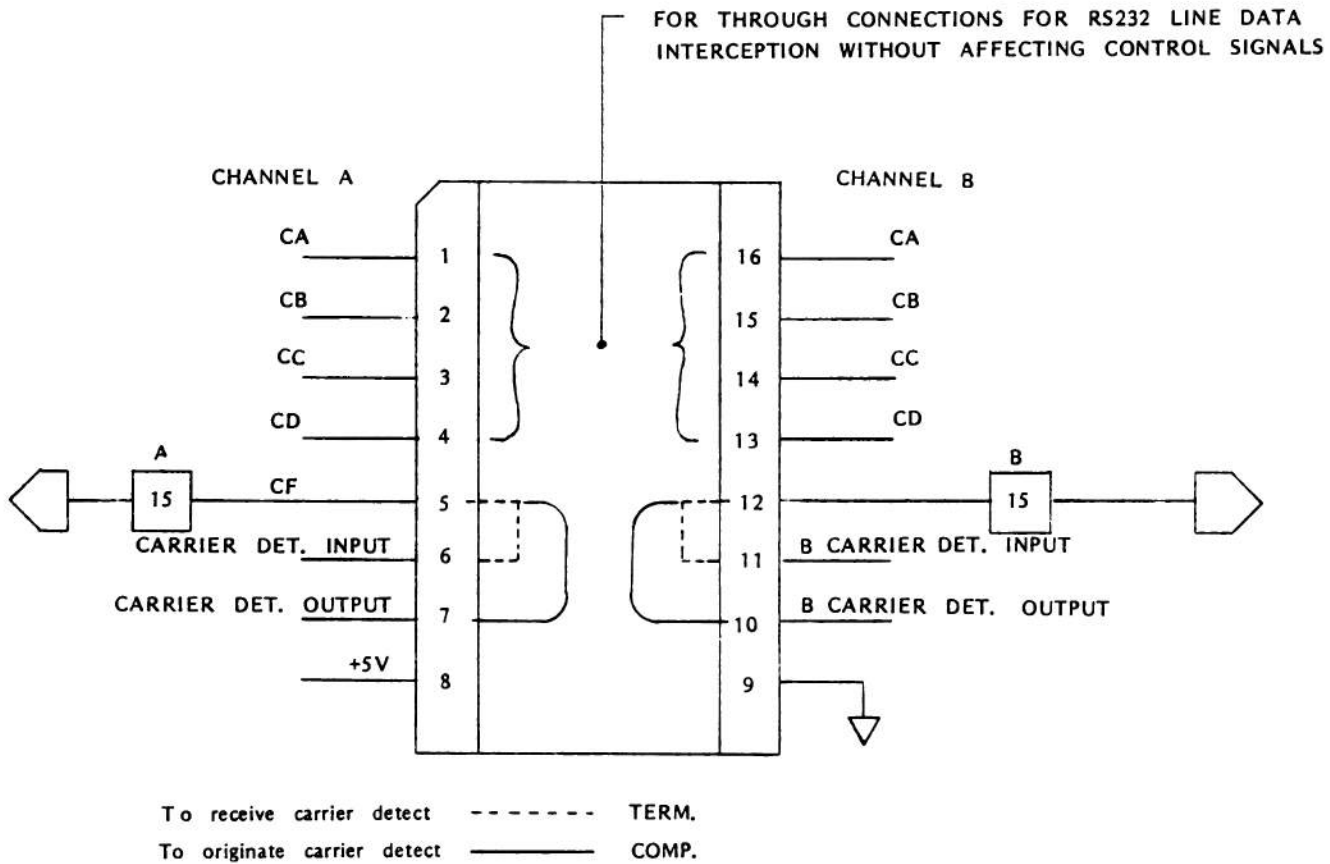 FOR THROUGH CONNECTIONS FOR RS232 LINE DATA
INTERCEPTION WITHOUT AFFECTING CONTROL SIGNALS
CHANNEL A
CHANNEL B
CA 1 16 CA
CB 2 15 CB
CC 3 14 CC
CD 4 13 CD
A B
15 CF 5 12 15
CARRIER DET. INPUT 6 11 B CARRIER DET. INPUT
CARRIER DET. OUTPUT 7 10 B CARRIER DET. OUTPUT
+5V 8 9
To receive carrier detect TERM.
To originate carrier detect COMP.